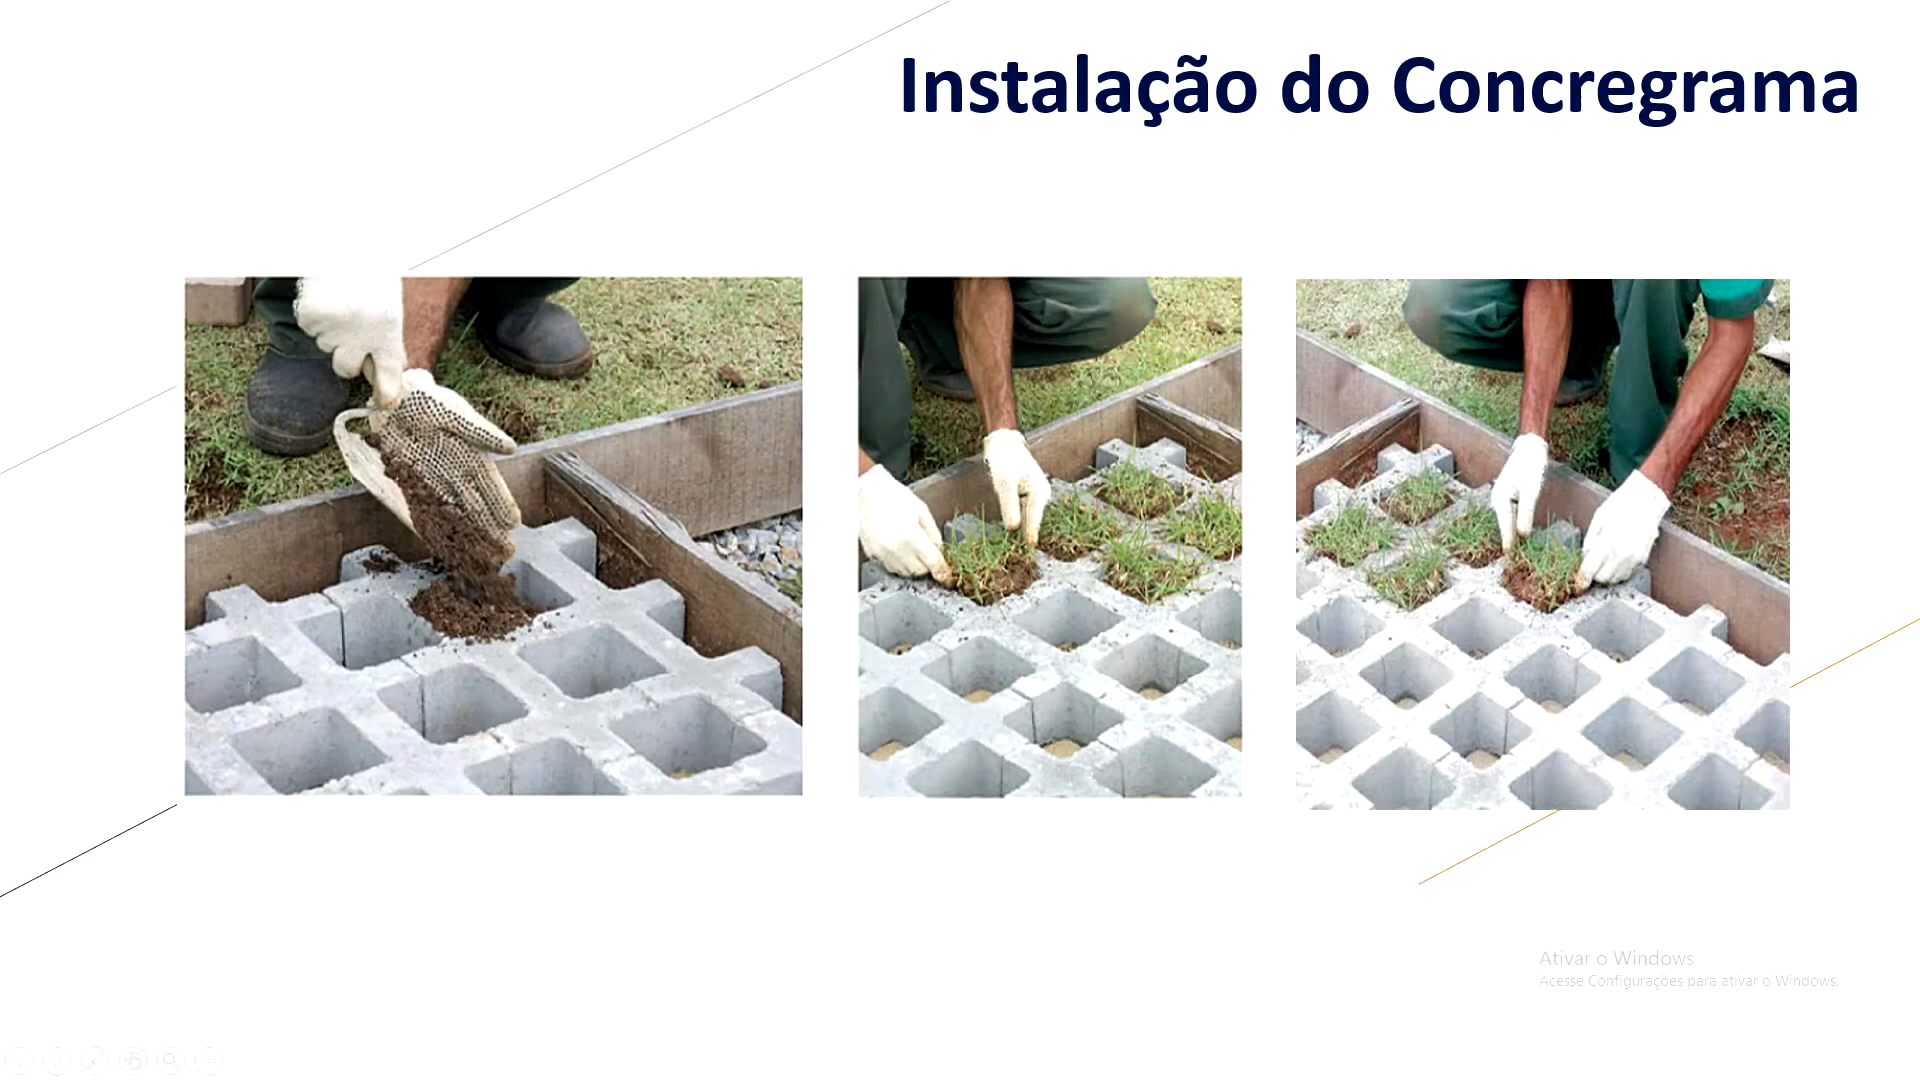 Instalação do Concregrama
Ativar o Windows
Acesse Configurações para ativar o Windows.